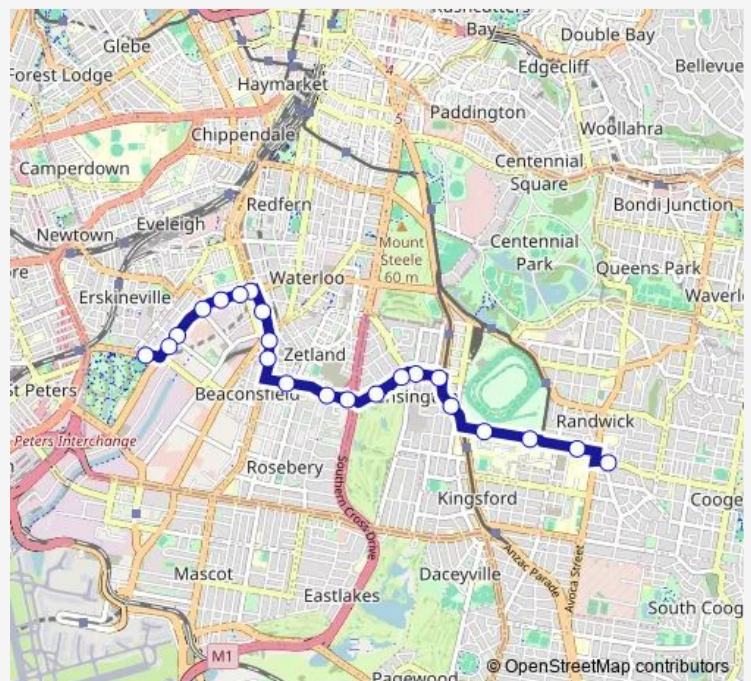 Rushcutters
Bay
Double Bay
Glebe
Edgecliff
Bellevue
Forest Lodge
Haymarket
4
Paddington
5
Chippendale
Woollahra
Camperdown
Centennial
Square
Redfern
Bondi Junction
Eveleigh
Newtown
Mount
Steele
60 m
Centennial
Park
Waterloo
Queens Park
Erskineville
Waverl
Zetland
St Peters
Beaconsfield
ensingt
Randwick
Peters Interchange
Rosebery
Southern Cross Drive
Kingsford
Cooge
Anzac Parade
Avoca Street
Mascot
Daceyville
Eastlakes
South Coog
M1
Pagewood
© OpenStreetMap contributors